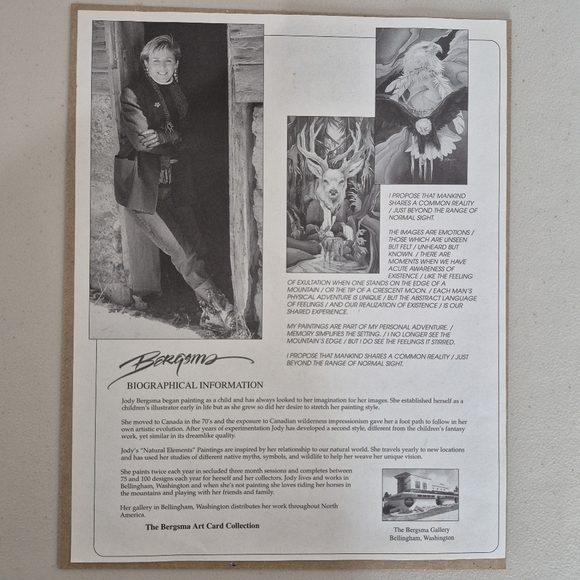 I PROPOSE THAT MANKIND
SHARES A COMMON REALITY
/ JUST BEYOND THE RANGE OF
NORMAL SIGHT.
THE IMAGES ARE EMOTIONS /
THOSE WHICH ARE UNSEEN
BUT FELT / UNHEARD BUT
KNOWN. / THERE ARE
MOMENTS WHEN WE HAVE
ACUTE AWARENESS OF
EXISTENCE / LIKE THE FEELING
OF EXULTATION WHEN ONE STANDS ON THE EDGE OF A
MOUNTAIN / OR THE TIP OF A CRESCENT MOON. / EACH MAN'S
PHYSICAL ADVENTURE IS UNIQUE / BUT THE ABSTRACT LANGUAGE
OF FEELINGS / AND OUR REALIZATION OF EXISTENCE / IS OUR
SHARED EXPERIENCE.
MY PAINTINGS ARE PART OF MY PERSONAL ADVENTURE. /
MEMORY SIMPLIFIES THE SETTING. / I NO LONGER SEE THE
MOUNTAIN'S EDGE / BUT I DO SEE THE FEELINGS IT STIRRED.
I PROPOSE THAT MANKIND SHARES A COMMON REALITY / JUST
BEYOND THE RANGE OF NORMAL SIGHT.
Bergsma
BIOGRAPHICAL INFORMATION
Jody Bergsma began painting as a child and has always looked to her imagination for her images. She established herself as a
children's illustrator early in life but as she grew so did her desire to stretch her painting style.
She moved to Canada in the 70's and the exposure to Canadian wilderness impressionism gave her a foot path to follow in her
own artistic evolution. After years of experimentation Jody has developed a second style, different from the children's fantasy
work, yet similar in its dreamlike quality.
Jody's "Natural Elements" Paintings are inspired by her relationship to our natural world. She travels yearly to new locations
and has used her studies of different native myths, symbols, and wildlife to help her weave her unique vision.
She paints twice each year in secluded three month sessions and completes between
75 and 100 designs each year for herself and her collectors. Jody lives and works in
Bellingham, Washington and when she's not painting she loves riding her horses in
the mountains and playing with her friends and family.
Her gallery in Bellingham, Washington distributes her work throughout North
America.
The Bergsma Art Card Collection
The Bergsma Gallery
Bellingham, Washington